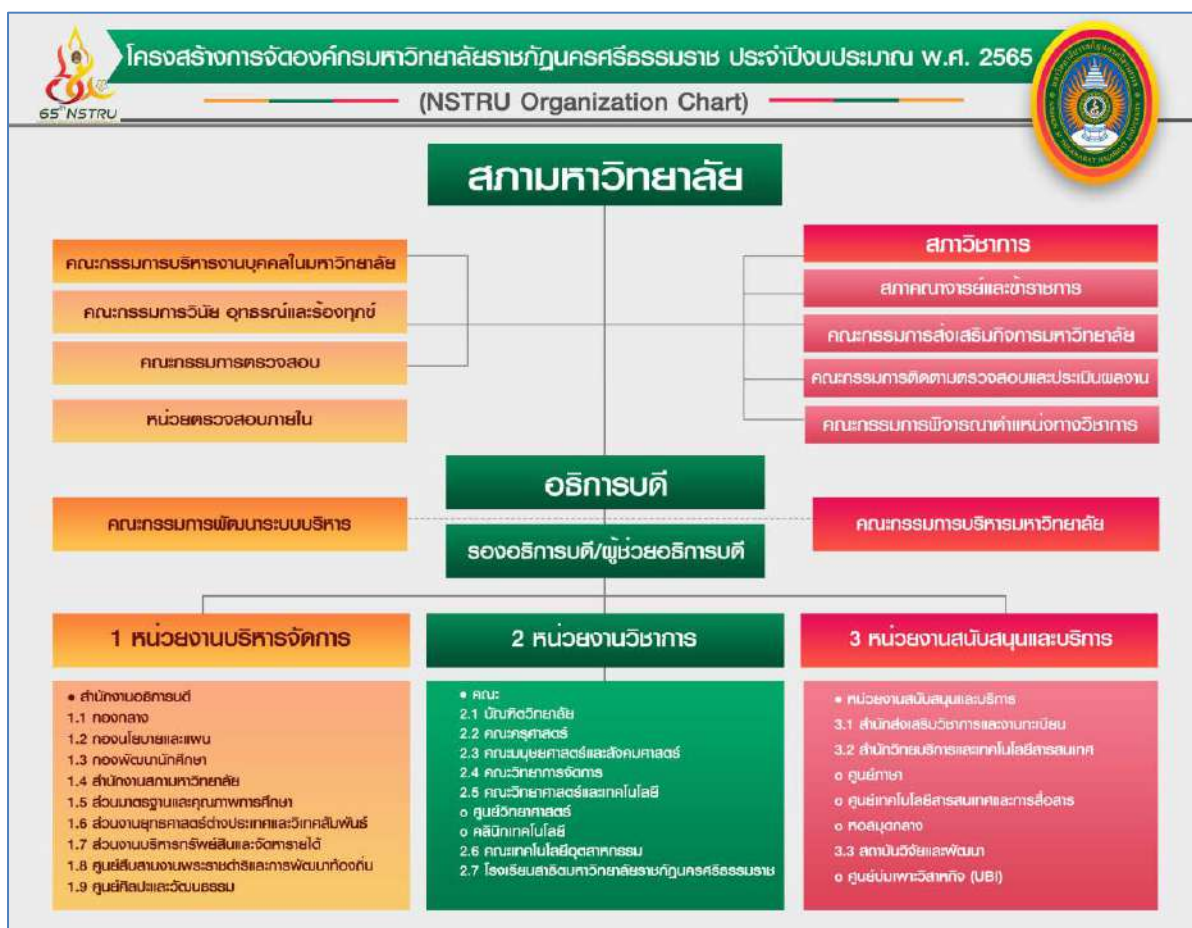 โครงสร้างการจัดองค์กรมหาวิทยาลัยราชภัฏนครศรีธรรมราช ประจำปีงบประมาณ พ.ศ. 2565
(NSTRU Organization Chart)
65th NSTRU
สภามหาวิทยาลัย
คณะกรรมการบริหารงานบุคคลในมหาวิทยาลัย
คณะกรรมการวินัย อุทธรณ์และร้องทุกข์
คณะกรรมการตรวจสอบ
หน่วยตรวจสอบภายใน
สภาวิชาการ
สภาคณาจารย์และข้าราชการ
คณะกรรมการส่งเสริมกิจการมหาวิทยาลัย
คณะกรรมการติดตามตรวจสอบและประเมินผลงาน
คณะกรรมการพิจารณาตำแหน่งทางวิชาการ
อธิการบดี
คณะกรรมการพัฒนาระบบบริหาร
คณะกรรมการบริหารมหาวิทยาลัย
รองอธิการบดี/ผู้ช่วยอธิการบดี
1 หน่วยงานบริหารจัดการ
• สำนักงานอธิการบดี
1.1 กองกลาง
1.2 กองนโยบายและแผน
1.3 กองพัฒนานักศึกษา
1.4 สำนักงานสภามหาวิทยาลัย
1.5 ส่วนมาตรฐานและคุณภาพการศึกษา
1.6 ส่วนงานยุทธศาสตร์ต่างประเทศและวิเทศสัมพันธ์
1.7 ส่วนงานบริหารทรัพย์สินและจัดหารายได้
1.8 ศูนย์สืบสานงานพระราชดำริและการพัฒนาท้องถิ่น
1.9 ศูนย์ศิลปะและวัฒนธรรม
2 หน่วยงานวิชาการ
• คณะ
2.1 บัณฑิตวิทยาลัย
2.2 คณะครุศาสตร์
2.3 คณะมนุษยศาสตร์และสังคมศาสตร์
2.4 คณะวิทยาการจัดการ
2.5 คณะวิทยาศาสตร์และเทคโนโลยี
o ศูนย์วิทยาศาสตร์
o คลินิกเทคโนโลยี
2.6 คณะเทคโนโลยีอุตสาหกรรม
2.7 โรงเรียนสาธิตมหาวิทยาลัยราชภัฏนครศรีธรรมราช
3 หน่วยงานสนับสนุนและบริการ
• หน่วยงานสนับสนุนและบริการ
3.1 สำนักส่งเสริมวิชาการและงานทะเบียน
3.2 สำนักวิทยบริการและเทคโนโลยีสารสนเทศ
o ศูนย์ภาษา
o ศูนย์เทคโนโลยีสารสนเทศและการสื่อสาร
o หอสมุดกลาง
3.3 สถาบันวิจัยและพัฒนา
o ศูนย์บ่มเพาะวิสาหกิจ (UBI)